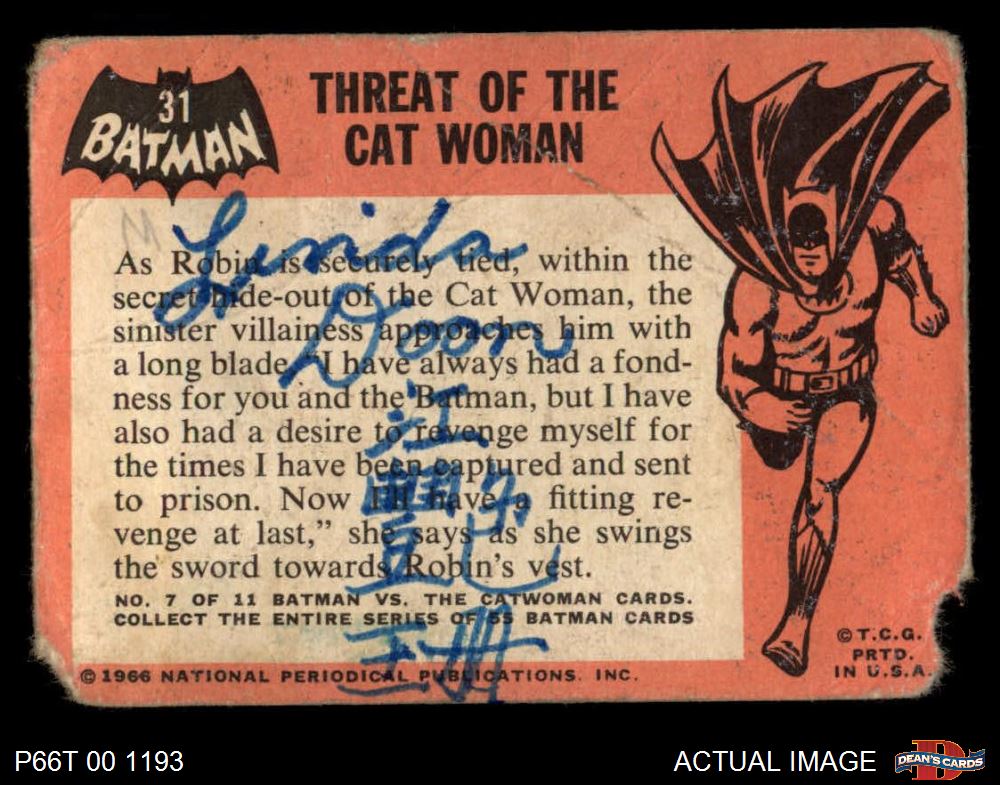 31
BATMAN
THREAT OF THE
CAT WOMAN
M
Linda
Doon
As Robin is securely tied, within the
secret hide-out of the Cat Woman, the
sinister villainess approaches him with
a long blade. "I have always had a fond-
ness for you and the Batman, but I have
also had a desire to revenge myself for
the times I have been captured and sent
to prison. Now I'll have a fitting re-
venge at last," she says as she swings
the sword towards Robin's vest.
江
豐
珊
NO. 7 OF 11 BATMAN VS. THE CATWOMAN CARDS.
COLLECT THE ENTIRE SERIES OF 55 BATMAN CARDS
©1966 NATIONAL PERIODICAL PUBLICATIONS. INC.
©T.C.G.
PRTD.
IN U.S.A.
P66T 00 1193
ACTUAL IMAGE
D
DEAN'S CARDS